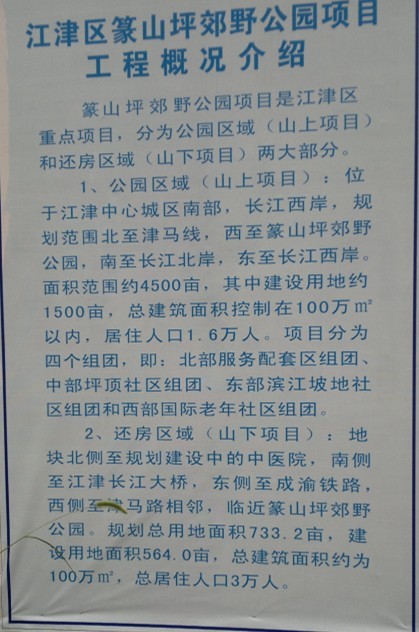 江津区篆山坪郊野公园项目
工程概况介绍
篆山坪郊野公园项目是江津区
重点项目，分为公园区域（山上项目）
和还房区域（山下项目）两大部分。
1、公园区域（山上项目）：位
于江津中心城区南部，长江西岸，规
划范围北至津马线，西至篆山坪郊野
公园，南至长江北岸，东至长江西岸。
面积范围约4500亩，其中建设用地约
1500亩，总建筑面积控制在100万㎡
以内，居住人口1.6万人。项目分为
四个组团，即：北部服务配套区组团、
中部坪顶社区组团、东部滨江坡地社
区组团和西部国际老年社区组团。
2、还房区域（山下项目）：地
块北侧至规划建设中的中医院，南侧
至江津长江大桥，东侧至成渝铁路，
西侧至津马路相邻，临近篆山坪郊野
公园。规划总用地面积733.2亩，建
设用地面积564.0亩，总建筑面积约为
100万㎡，总居住人口3万人。